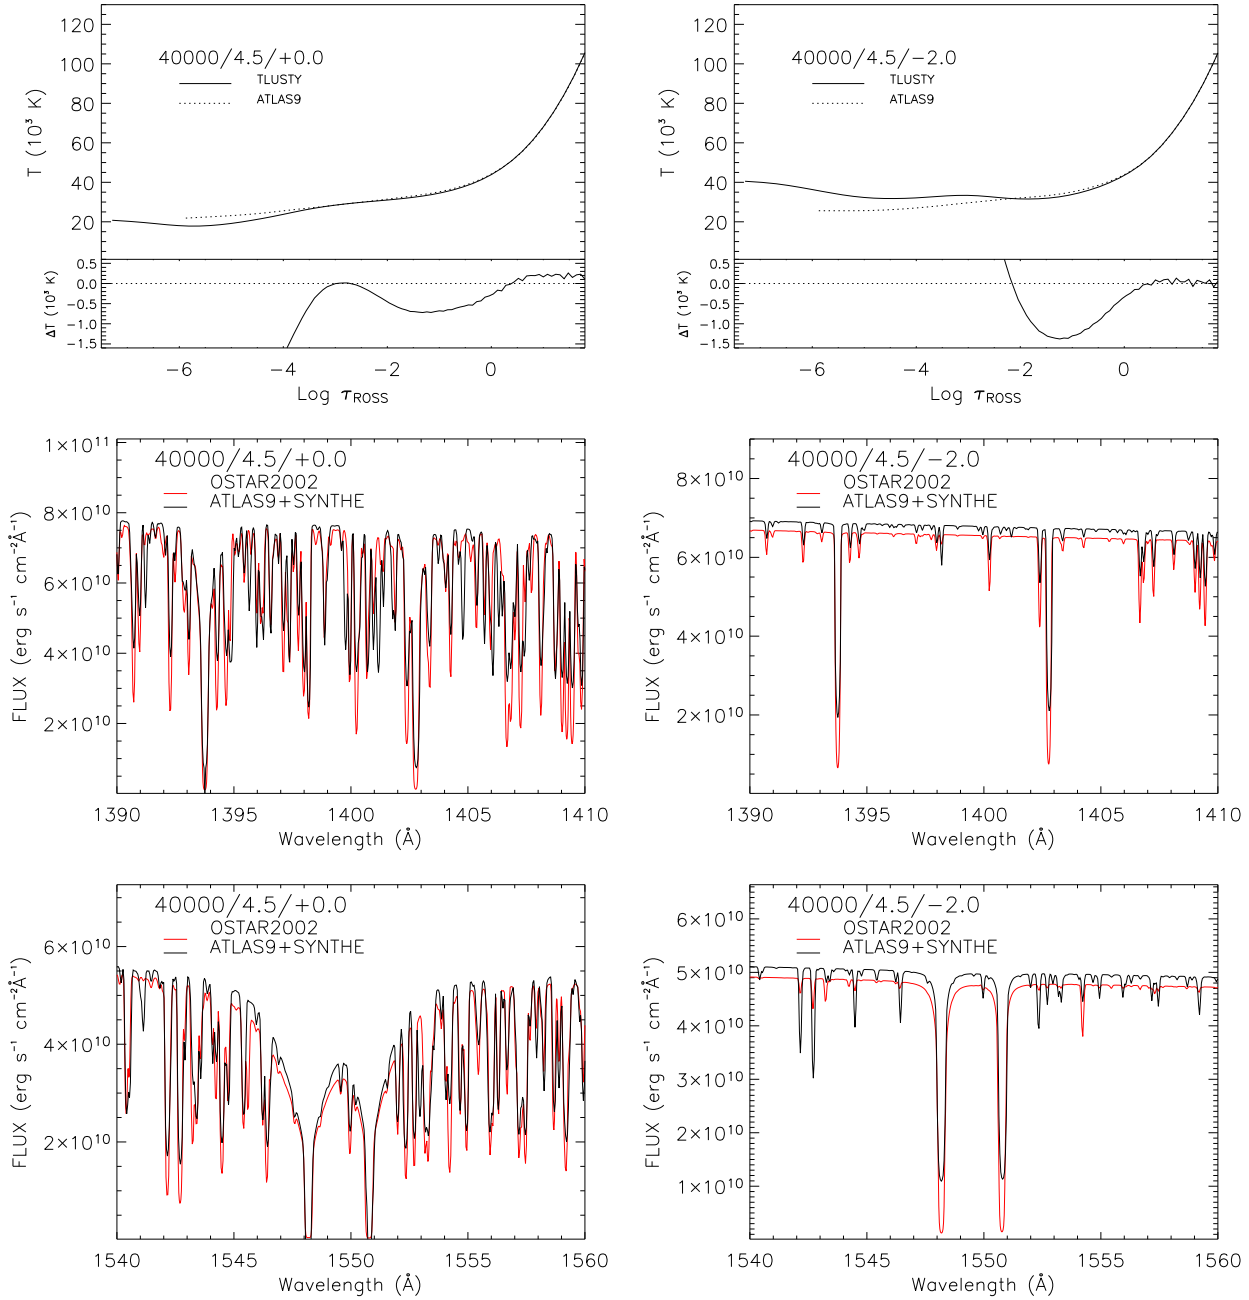 40000/4.5/+0.0
TLUSTY
ATLAS9
T (10³ K)
120
100
80
60
40
20
ΔT (10³ K)
0.5
0.0
−0.5
−1.0
−1.5
−6
−4
−2
0
Log τROSS
40000/4.5/−2.0
TLUSTY
ATLAS9
T (10³ K)
120
100
80
60
40
20
ΔT (10³ K)
0.5
0.0
−0.5
−1.0
−1.5
−6
−4
−2
0
Log τROSS
40000/4.5/+0.0
OSTAR2002
ATLAS9+SYNTHE
FLUX (erg s⁻¹ cm⁻²Å⁻¹)
1×10¹¹
8×10¹⁰
6×10¹⁰
4×10¹⁰
2×10¹⁰
1390
1395
1400
1405
1410
Wavelength (Å)
40000/4.5/−2.0
OSTAR2002
ATLAS9+SYNTHE
FLUX (erg s⁻¹ cm⁻²Å⁻¹)
8×10¹⁰
6×10¹⁰
4×10¹⁰
2×10¹⁰
1390
1395
1400
1405
1410
Wavelength (Å)
40000/4.5/+0.0
OSTAR2002
ATLAS9+SYNTHE
FLUX (erg s⁻¹ cm⁻²Å⁻¹)
6×10¹⁰
4×10¹⁰
2×10¹⁰
1540
1545
1550
1555
1560
Wavelength (Å)
40000/4.5/−2.0
OSTAR2002
ATLAS9+SYNTHE
FLUX (erg s⁻¹ cm⁻²Å⁻¹)
6×10¹⁰
5×10¹⁰
4×10¹⁰
3×10¹⁰
2×10¹⁰
1×10¹⁰
1540
1545
1550
1555
1560
Wavelength (Å)